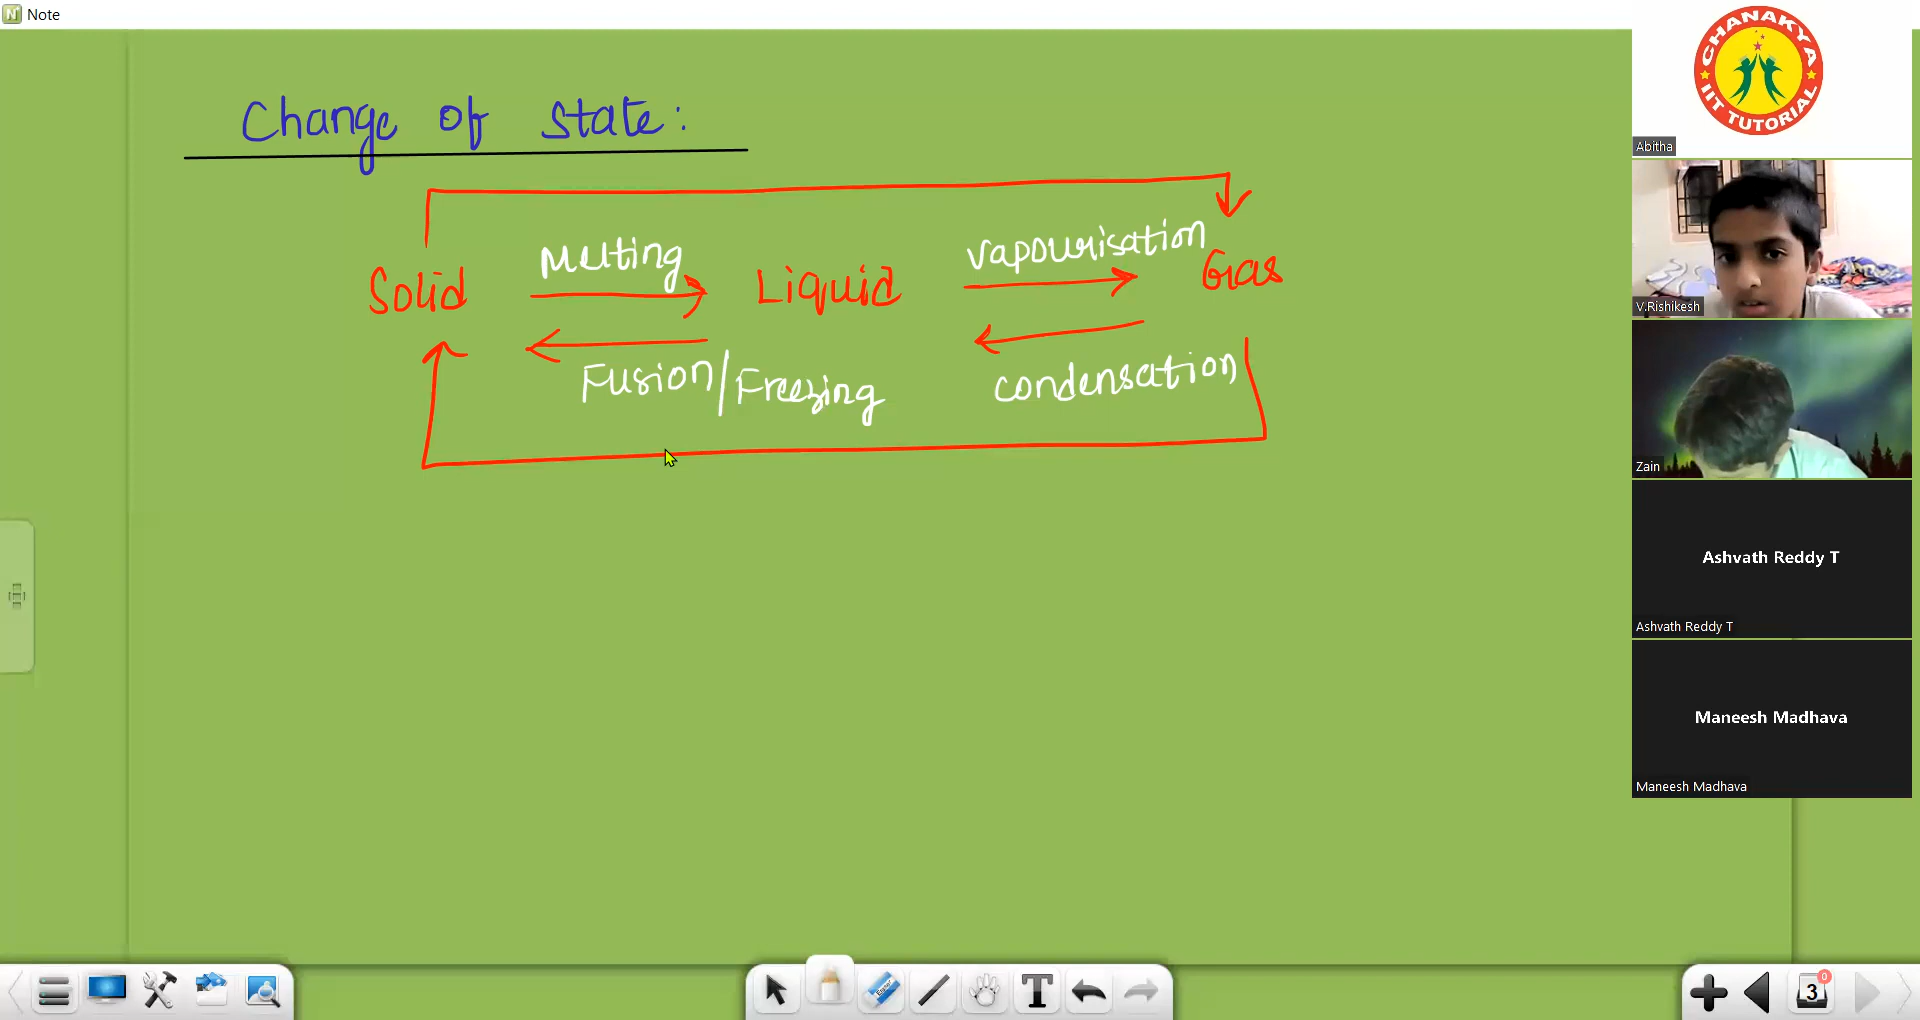 Note
Change of state:
Melting
vapourisation
Solid
Liquid
Gas
Fusion/Freezing
condensation
CHANAKYA
IIT TUTORIAL
Abitha
V.Rishikesh
Zain
Ashvath Reddy T
Ashvath Reddy T
Maneesh Madhava
Maneesh Madhava
T
3
0